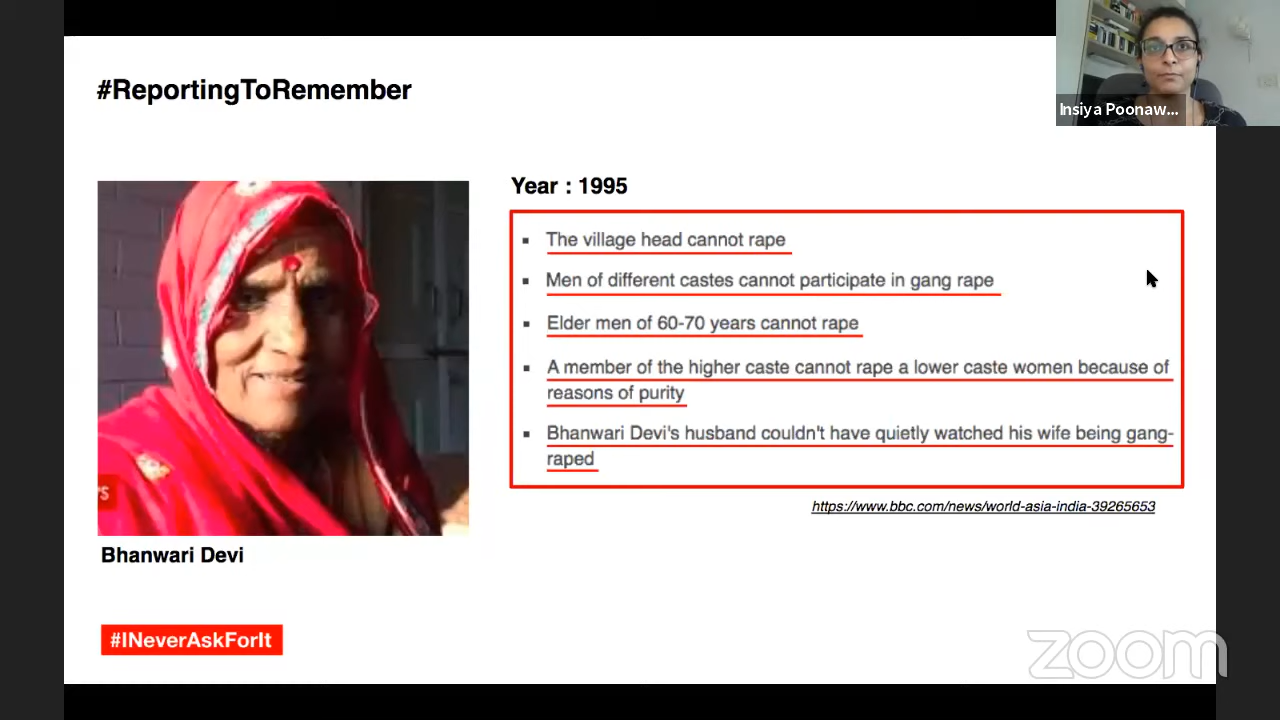 #ReportingToRemember
Insiya Poonaw...
Year : 1995
The village head cannot rape
Men of different castes cannot participate in gang rape
Elder men of 60-70 years cannot rape
A member of the higher caste cannot rape a lower caste women because of
reasons of purity
Bhanwari Devi's husband couldn't have quietly watched his wife being gang-
raped
https://www.bbc.com/news/world-asia-india-39265653
Bhanwari Devi
#INeverAskForIt
zoom